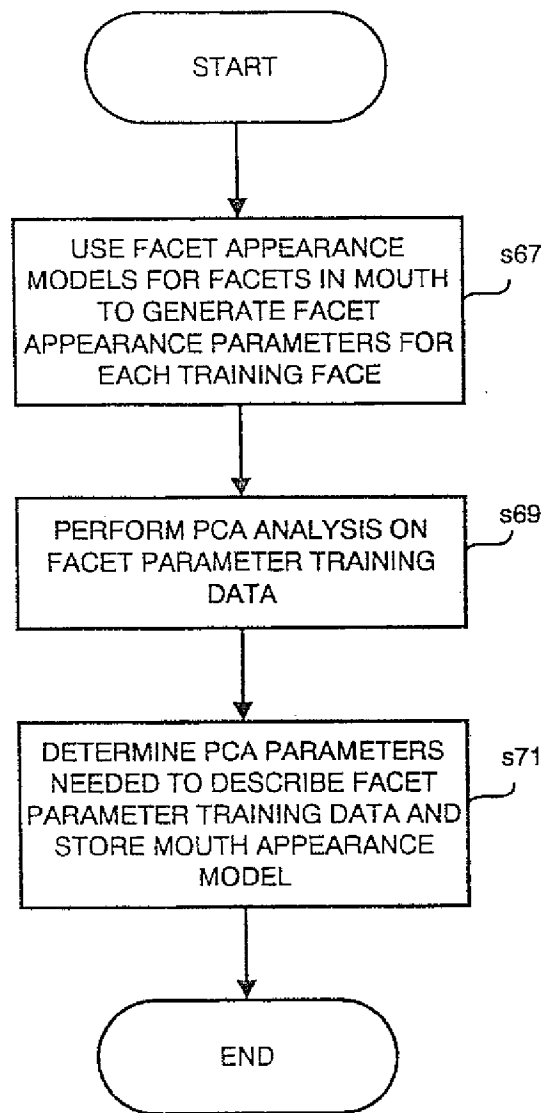 START
USE FACET APPEARANCE
MODELS FOR FACETS IN MOUTH
TO GENERATE FACET
APPEARANCE PARAMETERS FOR
EACH TRAINING FACE
s67
PERFORM PCA ANALYSIS ON
FACET PARAMETER TRAINING
DATA
s69
DETERMINE PCA PARAMETERS
NEEDED TO DESCRIBE FACET
PARAMETER TRAINING DATA AND
STORE MOUTH APPEARANCE
MODEL
s71
END